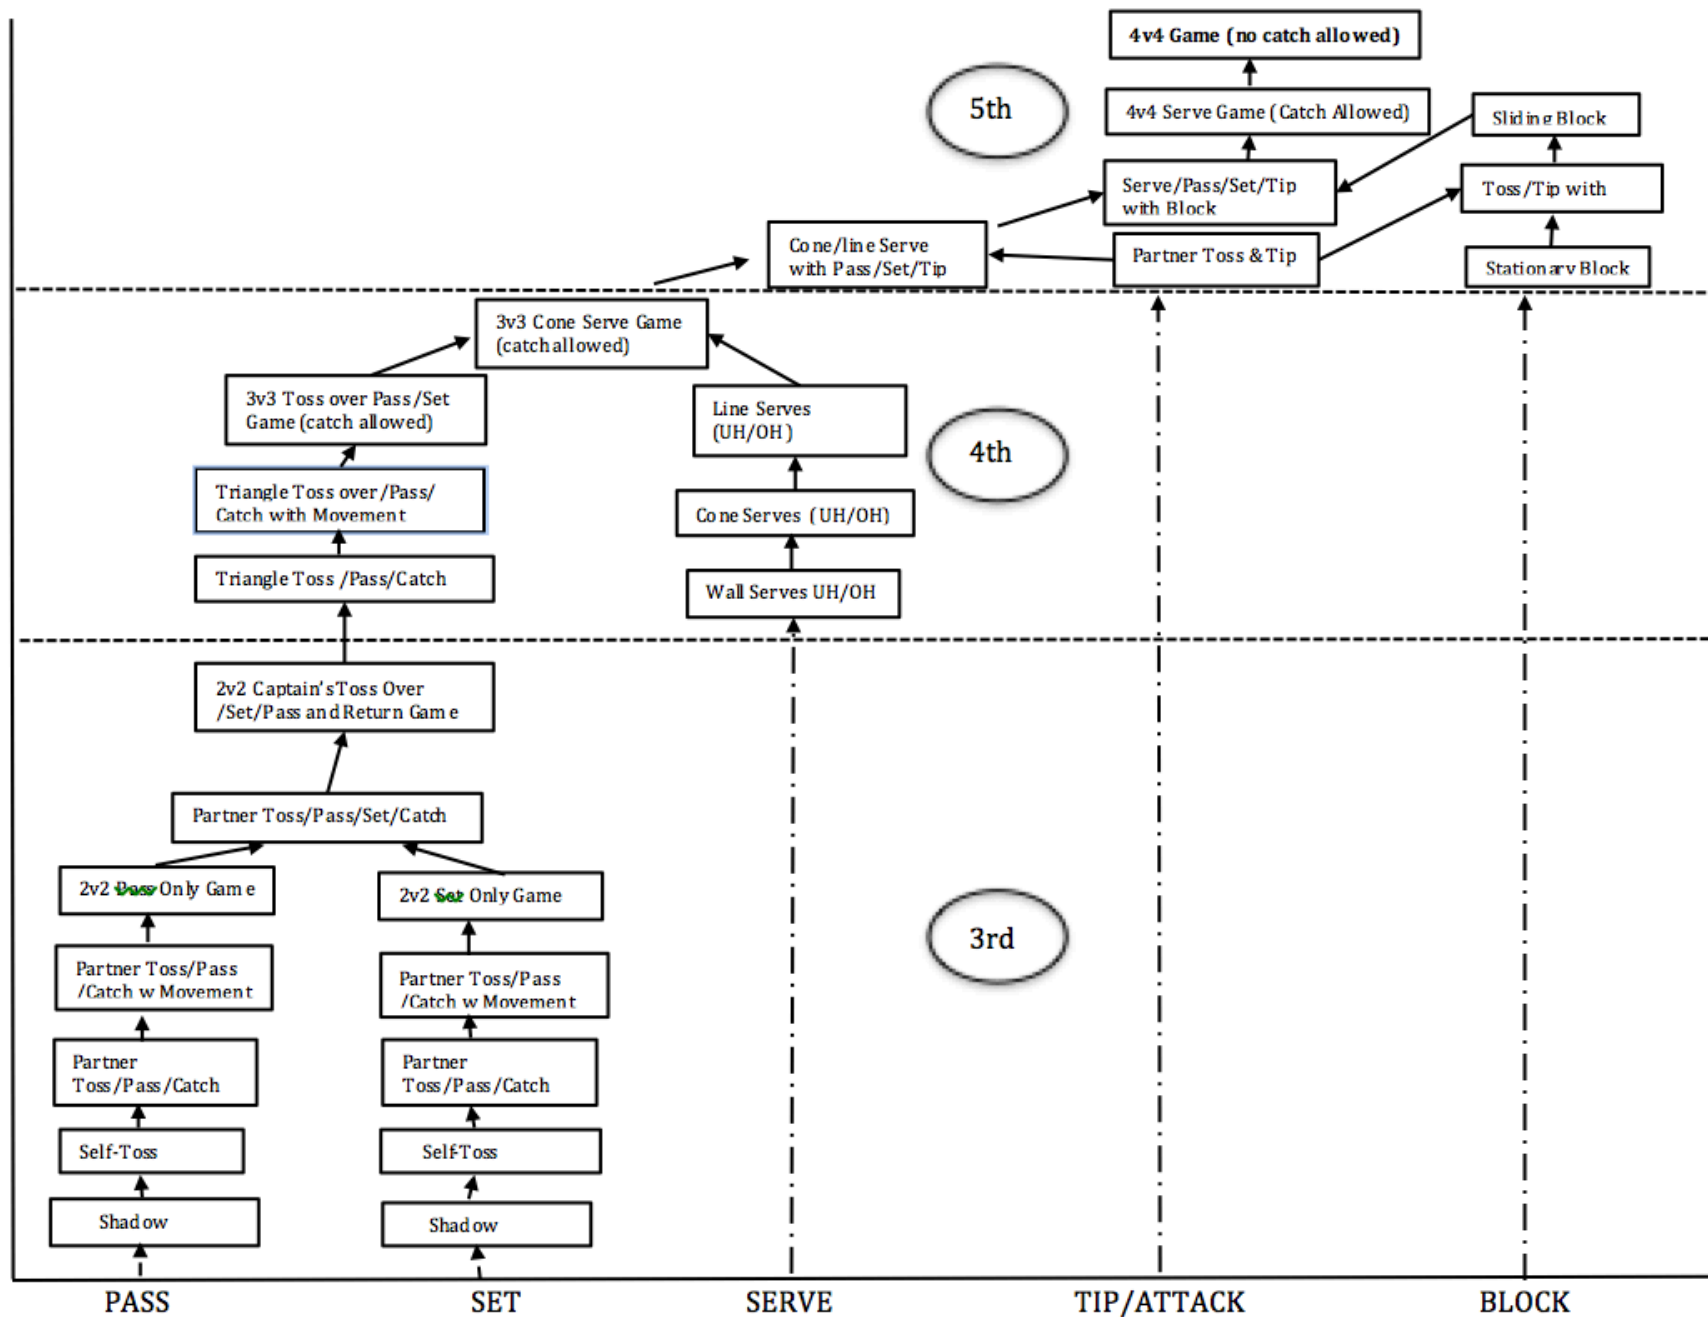 4v4 Game (no catch allowed)
5th
4v4 Serve Game (Catch Allowed)
Sliding Block
Serve/Pass/Set/Tip
with Block
Toss/Tip with
Cone/line Serve
with Pass/Set/Tip
Partner Toss & Tip
Stationary Block
3v3 Cone Serve Game
(catch allowed)
3v3 Toss over Pass/Set
Game (catch allowed)
Line Serves
(UH/OH)
4th
Triangle Toss over /Pass/
Catch with Movement
Cone Serves (UH/OH)
Triangle Toss /Pass/Catch
Wall Serves UH/OH
2v2 Captain's Toss Over
/Set/Pass and Return Game
Partner Toss/Pass/Set/Catch
2v2 Pass Only Game
2v2 Set Only Game
3rd
Partner Toss/Pass
/Catch w Movement
Partner Toss/Pass
/Catch w Movement
Partner
Toss/Pass/Catch
Partner
Toss/Pass/Catch
Self-Toss
Self-Toss
Shadow
Shadow
PASS
SET
SERVE
TIP/ATTACK
BLOCK